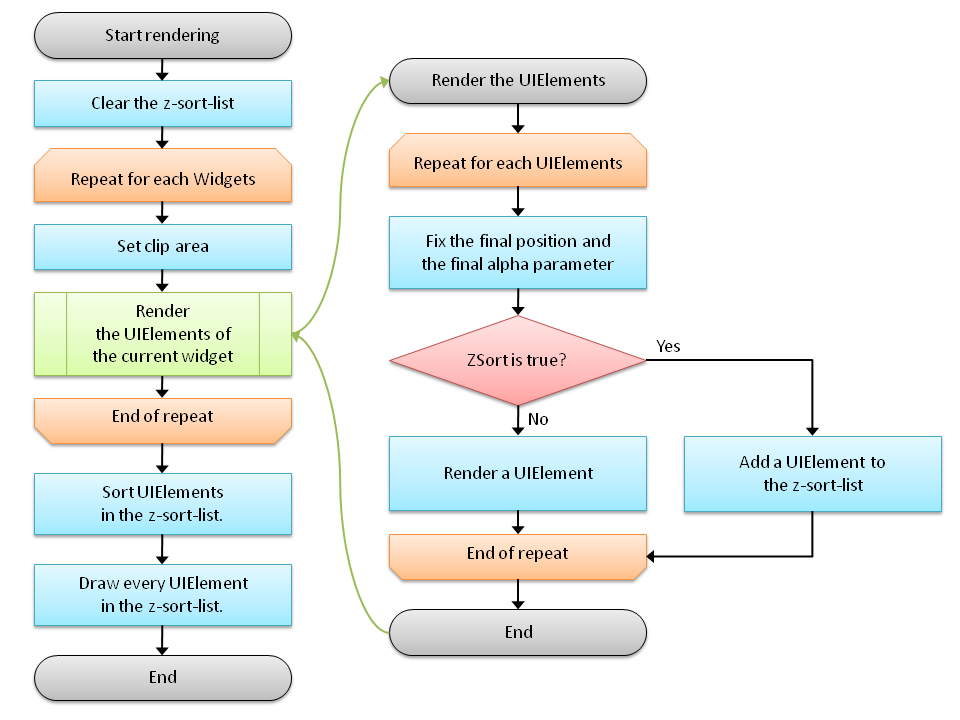 Start rendering
Clear the z-sort-list
Repeat for each Widgets
Set clip area
Render
the UIElements of
the current widget
End of repeat
Sort UIElements
in the z-sort-list.
Draw every UIElement
in the z-sort-list.
End
Render the UIElements
Repeat for each UIElements
Fix the final position and
the final alpha parameter
ZSort is true?
Yes
No
Render a UIElement
Add a UIElement to
the z-sort-list
End of repeat
End